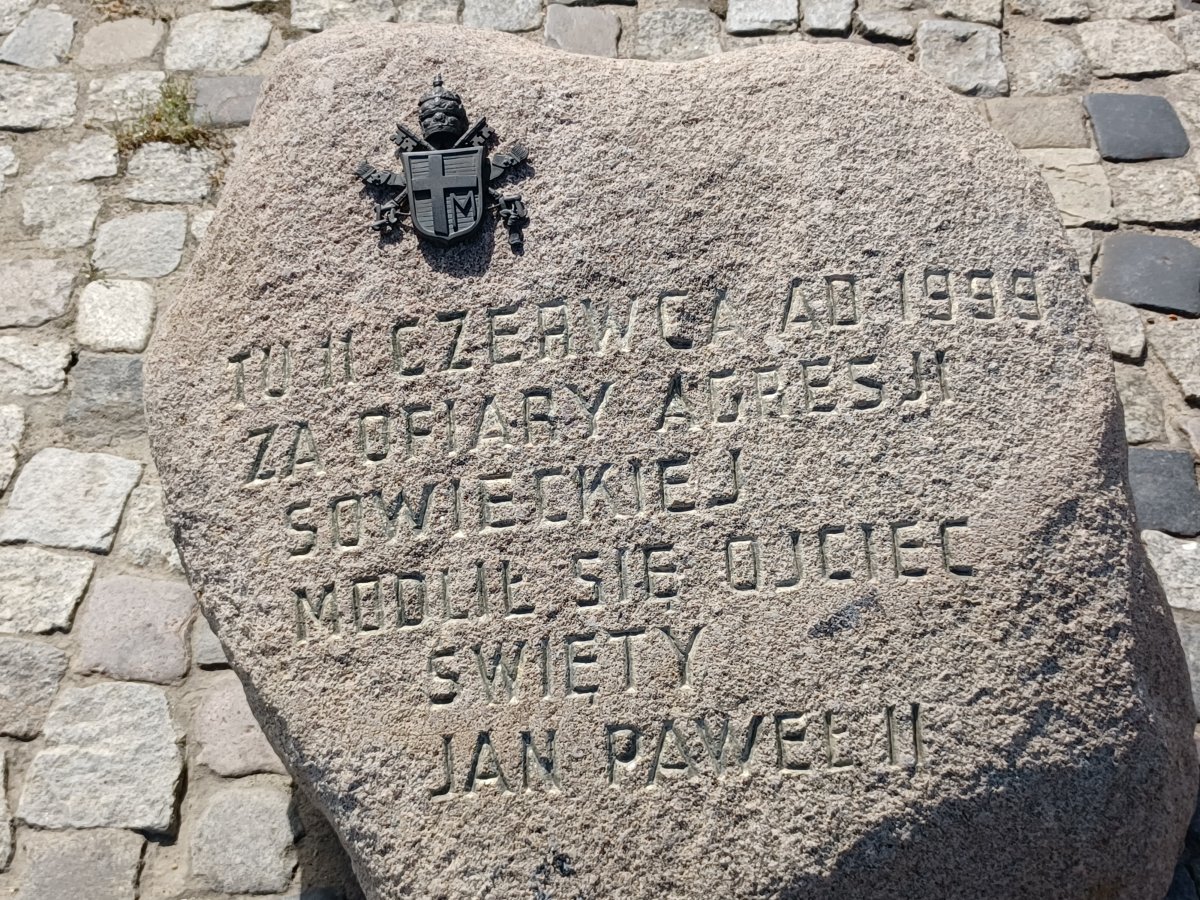 TU 11 CZERWCA AD 1999
ZA OFIARY AGRESJI
SOWIECKIEJ
MODLIŁ SIĘ OJCIEC
ŚWIĘTY
JAN PAWEŁ II